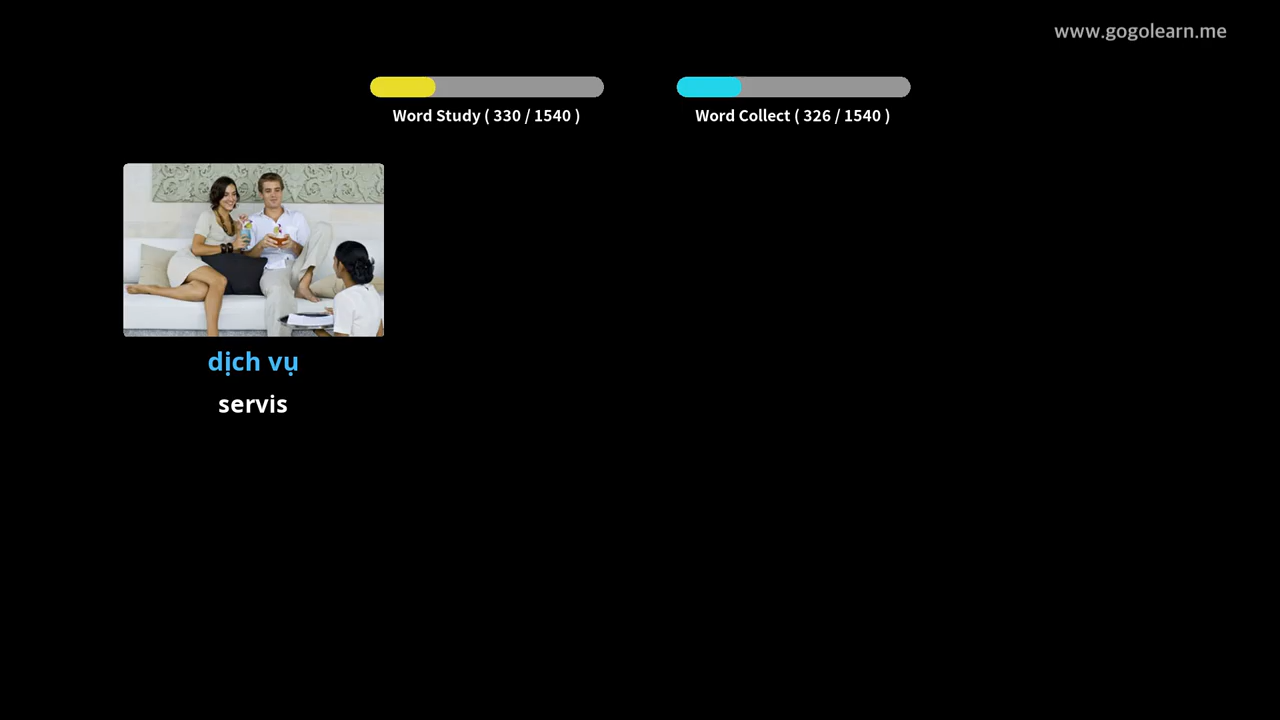 www.gogolearn.me
Word Study ( 330 / 1540 )
Word Collect ( 326 / 1540 )
dịch vụ
servis